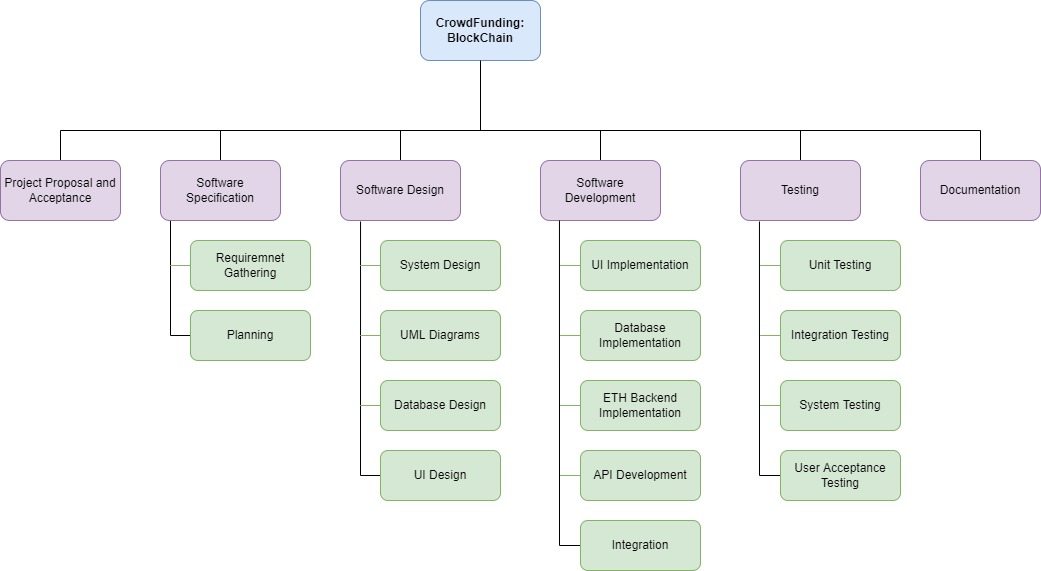 CrowdFunding:
BlockChain
Project Proposal and
Acceptance
Software
Specification
Software Design
Software
Development
Testing
Documentation
Requiremnet
Gathering
Planning
System Design
UML Diagrams
Database Design
UI Design
UI Implementation
Database
Implementation
ETH Backend
Implementation
API Development
Integration
Unit Testing
Integration Testing
System Testing
User Acceptance
Testing